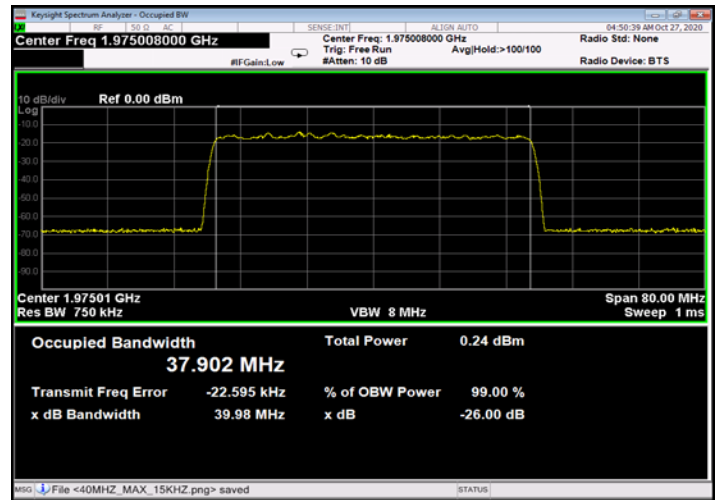 Keysight Spectrum Analyzer - Occupied BW
RF 50 Ω AC SENSE:INT ALIGN AUTO 04:50:39 AM Oct 27, 2020
Center Freq 1.975008000 GHz
Center Freq: 1.975008000 GHz
Radio Std: None
Trig: Free Run Avg|Hold:>100/100
#IFGain:Low #Atten: 10 dB Radio Device: BTS
10 dB/div Ref 0.00 dBm
Log
-10.0
-20.0
-30.0
-40.0
-50.0
-60.0
-70.0
-80.0
-90.0
Center 1.97501 GHz Span 80.00 MHz
Res BW 750 kHz VBW 8 MHz Sweep 1 ms
Occupied Bandwidth Total Power 0.24 dBm
37.902 MHz
Transmit Freq Error -22.595 kHz % of OBW Power 99.00 %
x dB Bandwidth 39.98 MHz x dB -26.00 dB
MSG File <40MHZ_MAX_15KHZ.png> saved STATUS